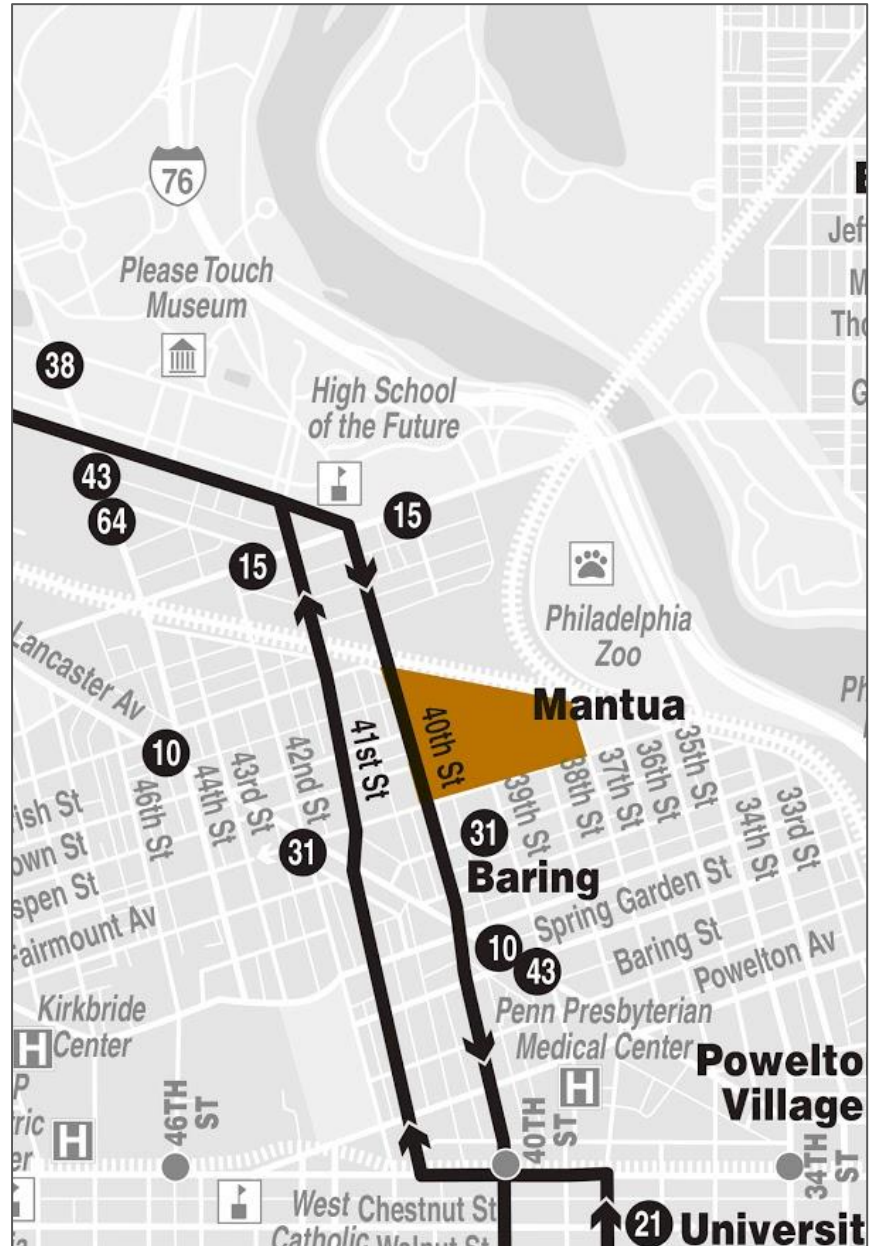 76
Please Touch
Museum
38
High School
of the Future
43
64
15
15
Philadelphia
Zoo
Lancaster Av
Mantua
10
46th St
44th St
43rd St
42nd St
41st St
40th St
39th St
38th St
37th St
36th St
35th St
34th St
33rd St
31
31
Baring
Fairmount Av
Spring Garden St
10
43
Baring St
Powelton Av
Kirkbride
Center
H
Penn Presbyterian
Medical Center
H
Powelto
Village
H
46TH
ST
40TH
ST
34TH
ST
West Chestnut St
Catholic Walnut St
21
Universit